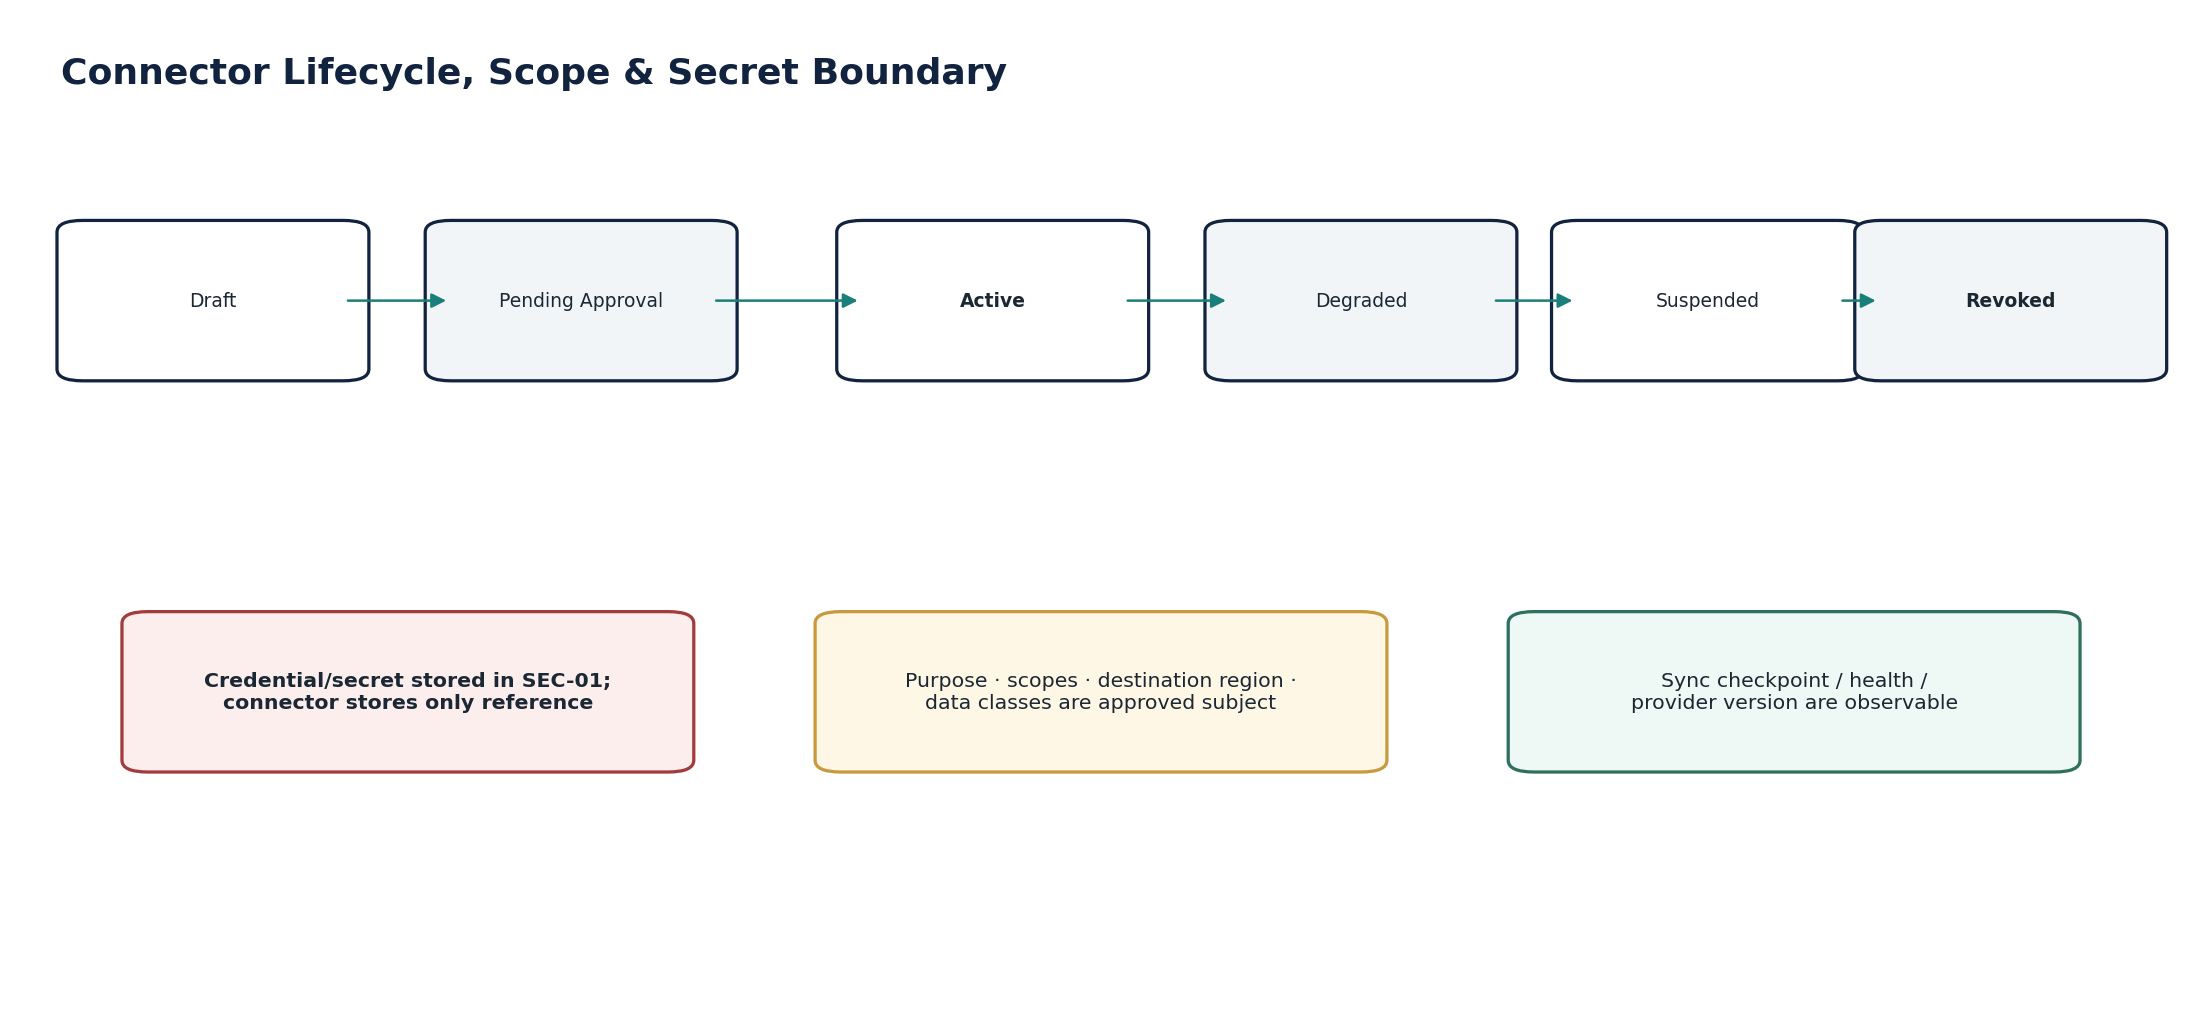 Connector Lifecycle, Scope & Secret Boundary
Draft
Pending Approval
Active
Degraded
Suspended
Revoked
Credential/secret stored in SEC-01;
connector stores only reference
Purpose · scopes · destination region ·
data classes are approved subject
Sync checkpoint / health /
provider version are observable